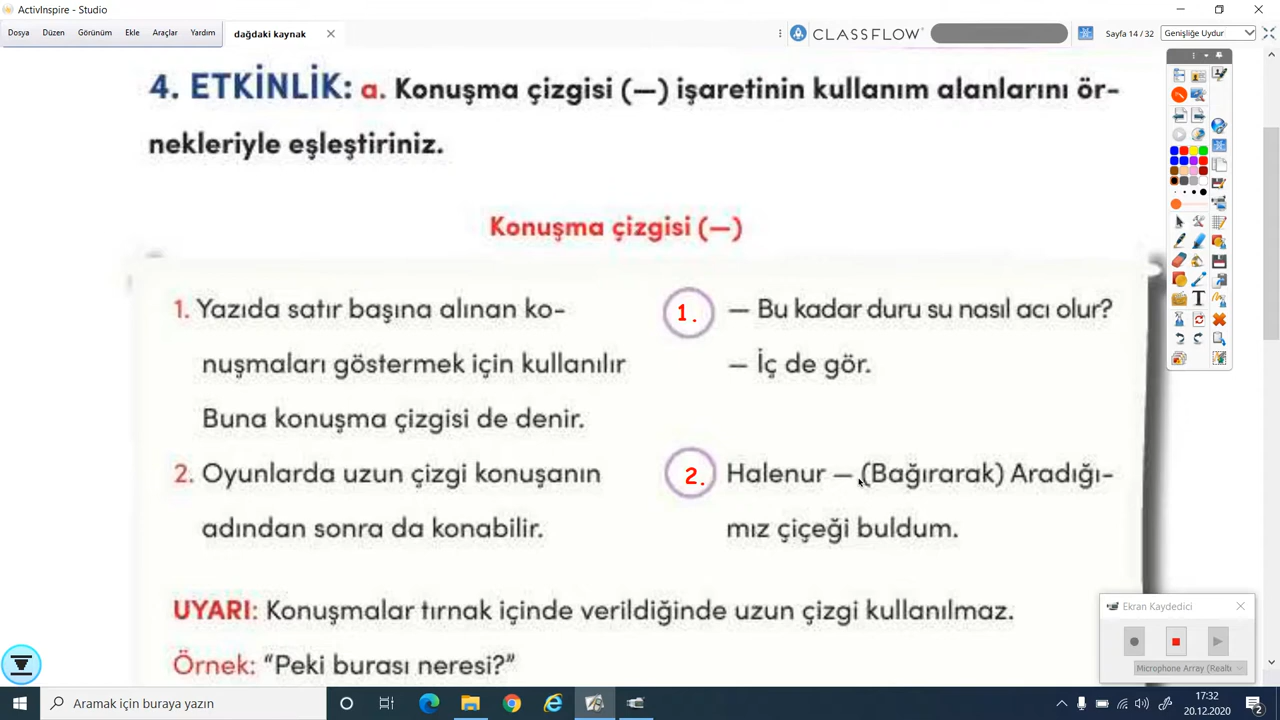 ActivInspire - Studio
Dosya Düzen Görünüm Ekle Araçlar Yardım dağdaki kaynak CLASSFLOW Sayfa 14 / 32 Genişliğe Uydur
4. ETKİNLİK: a. Konuşma çizgisi (—) işaretinin kullanım alanlarını ör-
nekleriyle eşleştiriniz.
Konuşma çizgisi (—)
1. Yazıda satır başına alınan ko-
nuşmaları göstermek için kullanılır
Buna konuşma çizgisi de denir.
2. Oyunlarda uzun çizgi konuşanın
adından sonra da konabilir.
1. — Bu kadar duru su nasıl acı olur?
— İç de gör.
2. Halenur — (Bağırarak) Aradığı-
mız çiçeği buldum.
UYARI: Konuşmalar tırnak içinde verildiğinde uzun çizgi kullanılmaz.
Örnek: “Peki burası neresi?”
Ekran Kaydedici
Microphone Array (Realt
Aramak için buraya yazın
17:32
20.12.2020
2